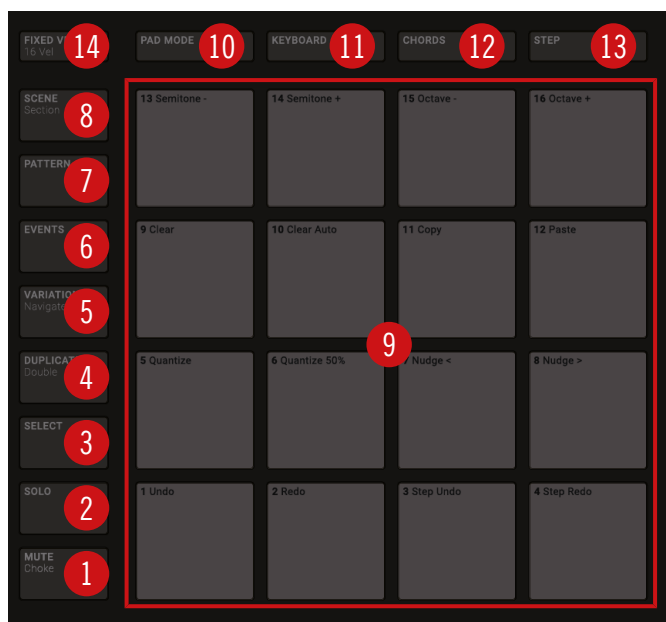 FIXED V
16 Vel
14
PAD MODE
10
KEYBOARD
11
CHORDS
12
STEP
13
SCENE
Section
8
13 Semitone -
14 Semitone +
15 Octave -
16 Octave +
PATTERN
7
EVENTS
6
9 Clear
10 Clear Auto
11 Copy
12 Paste
VARIATION
Navigate
5
9
DUPLICAT
Double
4
5 Quantize
6 Quantize 50%
Nudge <
8 Nudge >
SELECT
3
SOLO
2
1 Undo
2 Redo
3 Step Undo
4 Step Redo
MUTE
Choke
1